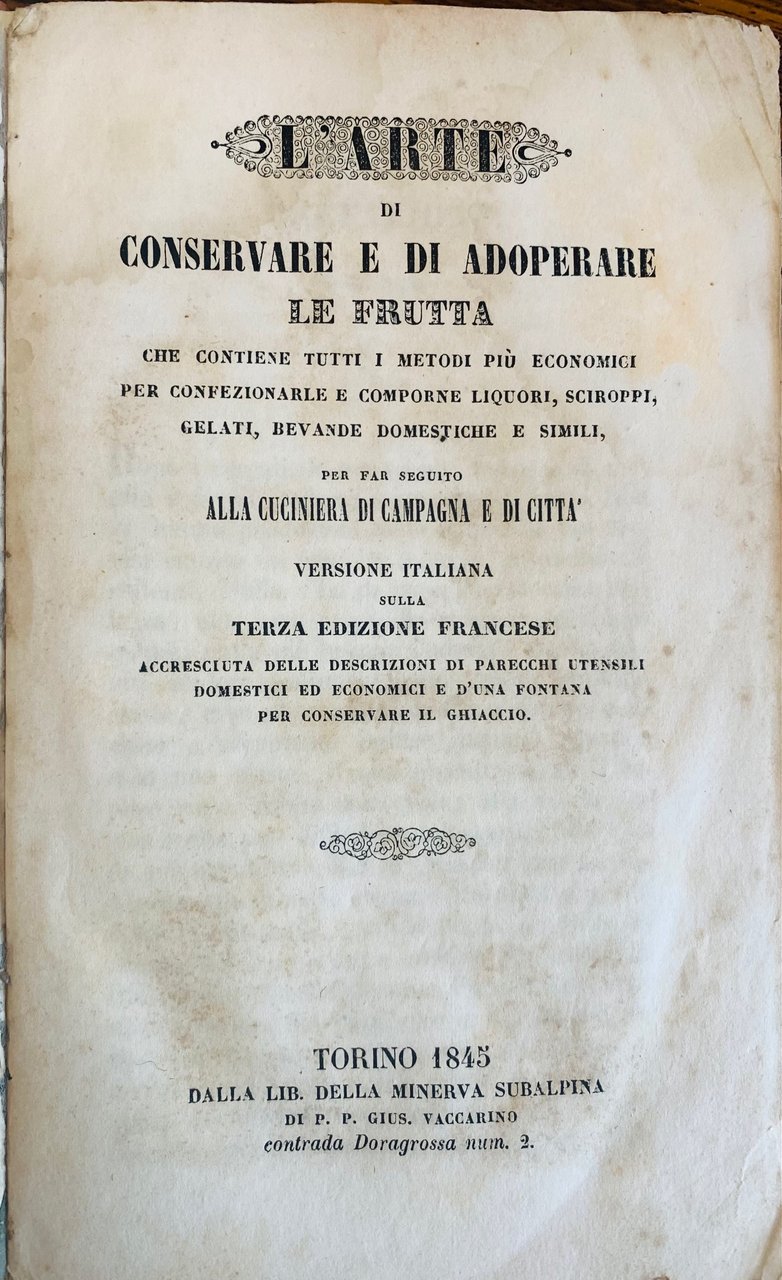 L'ARTE
DI
CONSERVARE E DI ADOPERARE
LE FRUTTA
CHE CONTIENE TUTTI I METODI PIÙ ECONOMICI
PER CONFEZIONARLE E COMPORNE LIQUORI, SCIROPPI,
GELATI, BEVANDE DOMESTICHE E SIMILI,
PER FAR SEGUITO
ALLA CUCINIERA DI CAMPAGNA E DI CITTA'
VERSIONE ITALIANA
SULLA
TERZA EDIZIONE FRANCESE
ACCRESCIUTA DELLE DESCRIZIONI DI PARECCHI UTENSILI
DOMESTICI ED ECONOMICI E D'UNA FONTANA
PER CONSERVARE IL GHIACCIO.
TORINO 1845
DALLA LIB. DELLA MINERVA SUBALPINA
DI P. P. GIUS. VACCARINO
contrada Doragrossa num. 2.